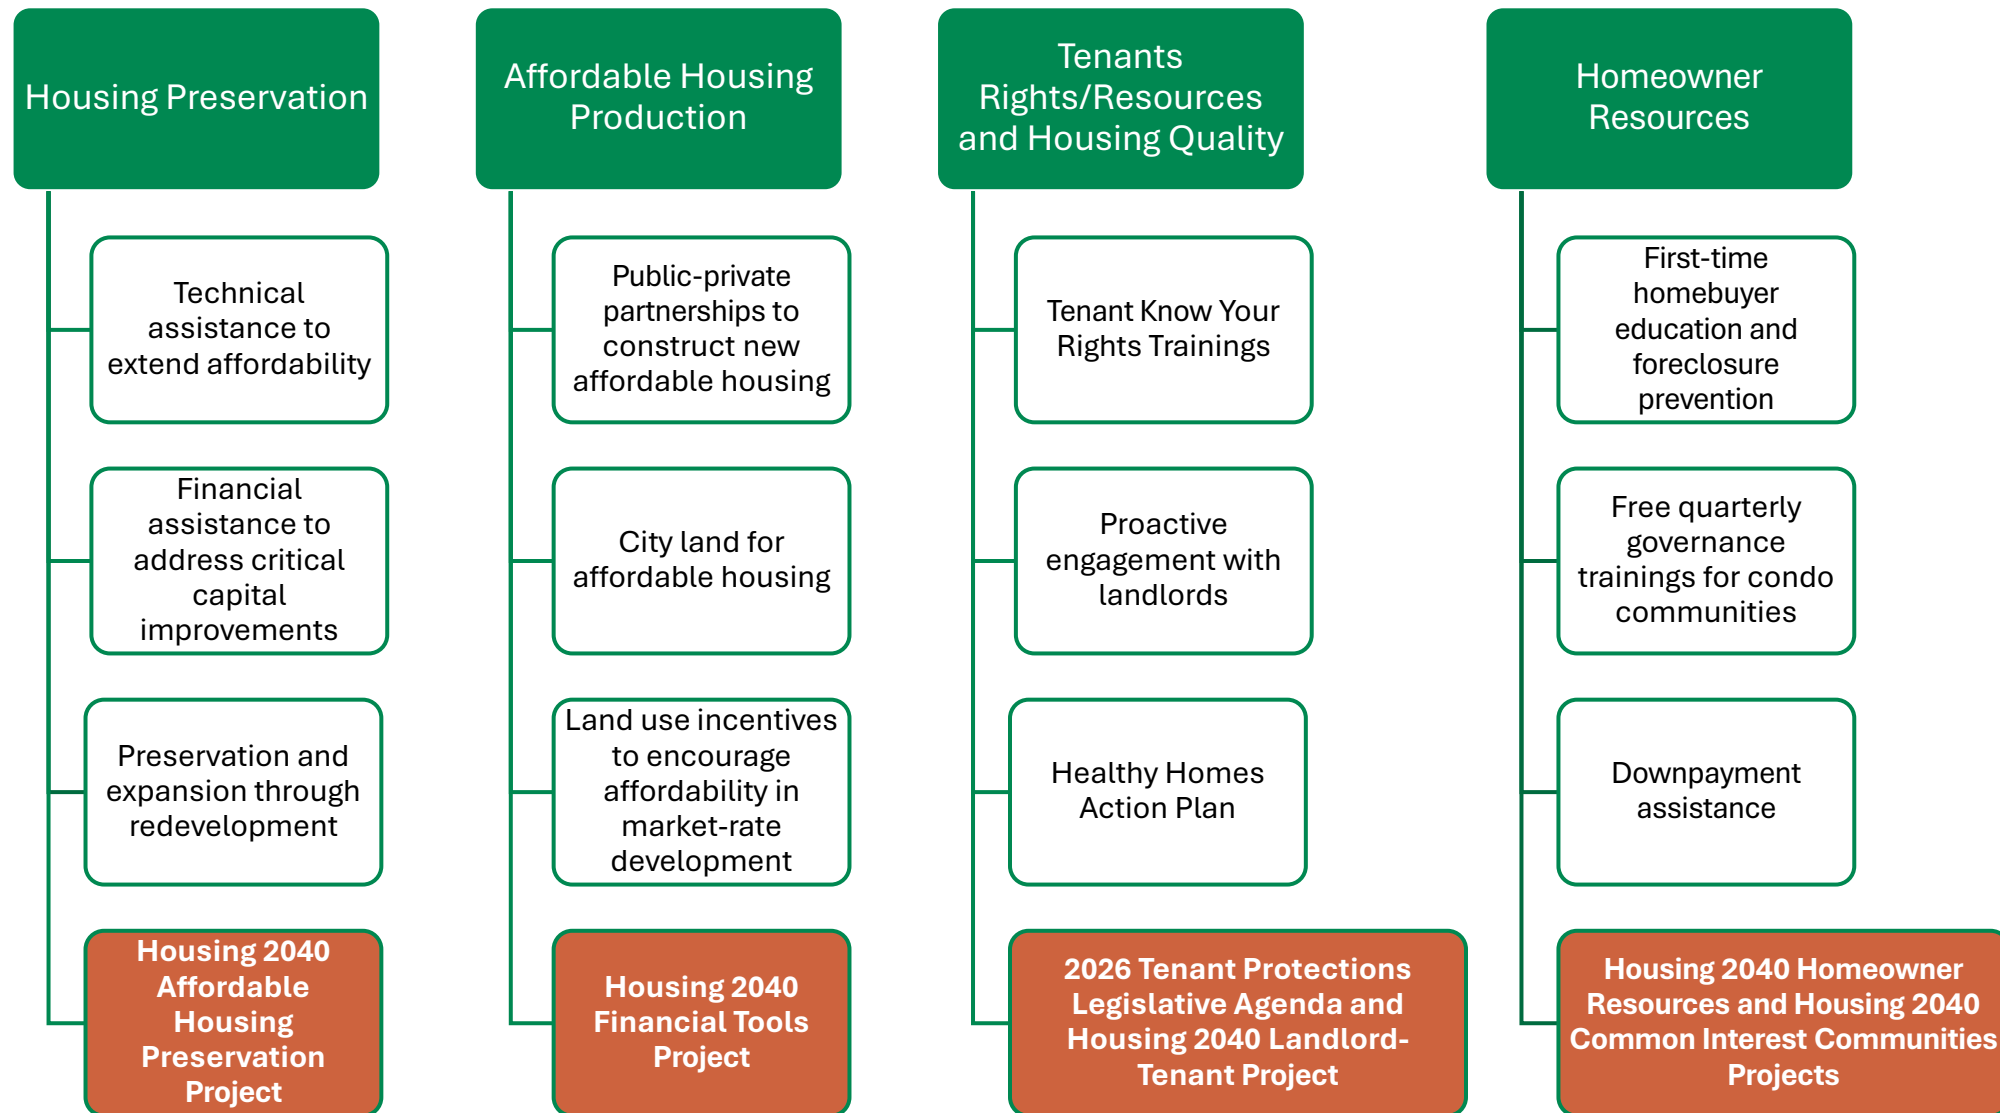 Housing Preservation
Technical
assistance to
extend affordability
Financial
assistance to
address critical
capital
improvements
Preservation and
expansion through
redevelopment
Housing 2040
Affordable
Housing
Preservation
Project
Affordable Housing
Production
Public-private
partnerships to
construct new
affordable housing
City land for
affordable housing
Land use incentives
to encourage
affordability in
market-rate
development
Housing 2040
Financial Tools
Project
Tenants
Rights/Resources
and Housing Quality
Tenant Know Your
Rights Trainings
Proactive
engagement with
landlords
Healthy Homes
Action Plan
2026 Tenant Protections
Legislative Agenda and
Housing 2040 Landlord-
Tenant Project
Homeowner
Resources
First-time
homebuyer
education and
foreclosure
prevention
Free quarterly
governance
trainings for condo
communities
Downpayment
assistance
Housing 2040 Homeowner
Resources and Housing 2040
Common Interest Communities
Projects